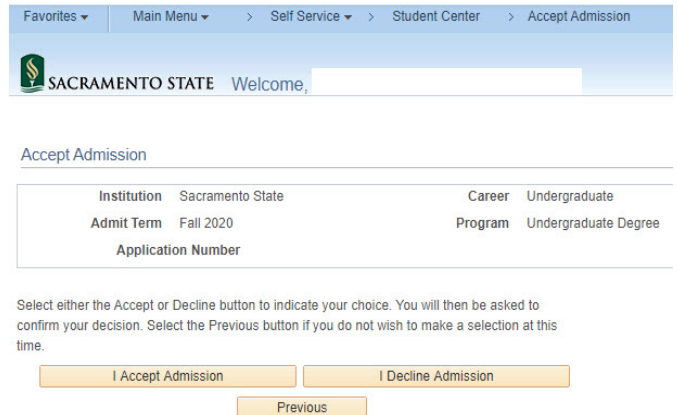 Favorites Main Menu > Self Service > Student Center > Accept Admission
SACRAMENTO STATE Welcome,
Accept Admission
Institution Sacramento State Career Undergraduate
Admit Term Fall 2020 Program Undergraduate Degree
Application Number
Select either the Accept or Decline button to indicate your choice. You will then be asked to
confirm your decision. Select the Previous button if you do not wish to make a selection at this
time.
I Accept Admission I Decline Admission
Previous